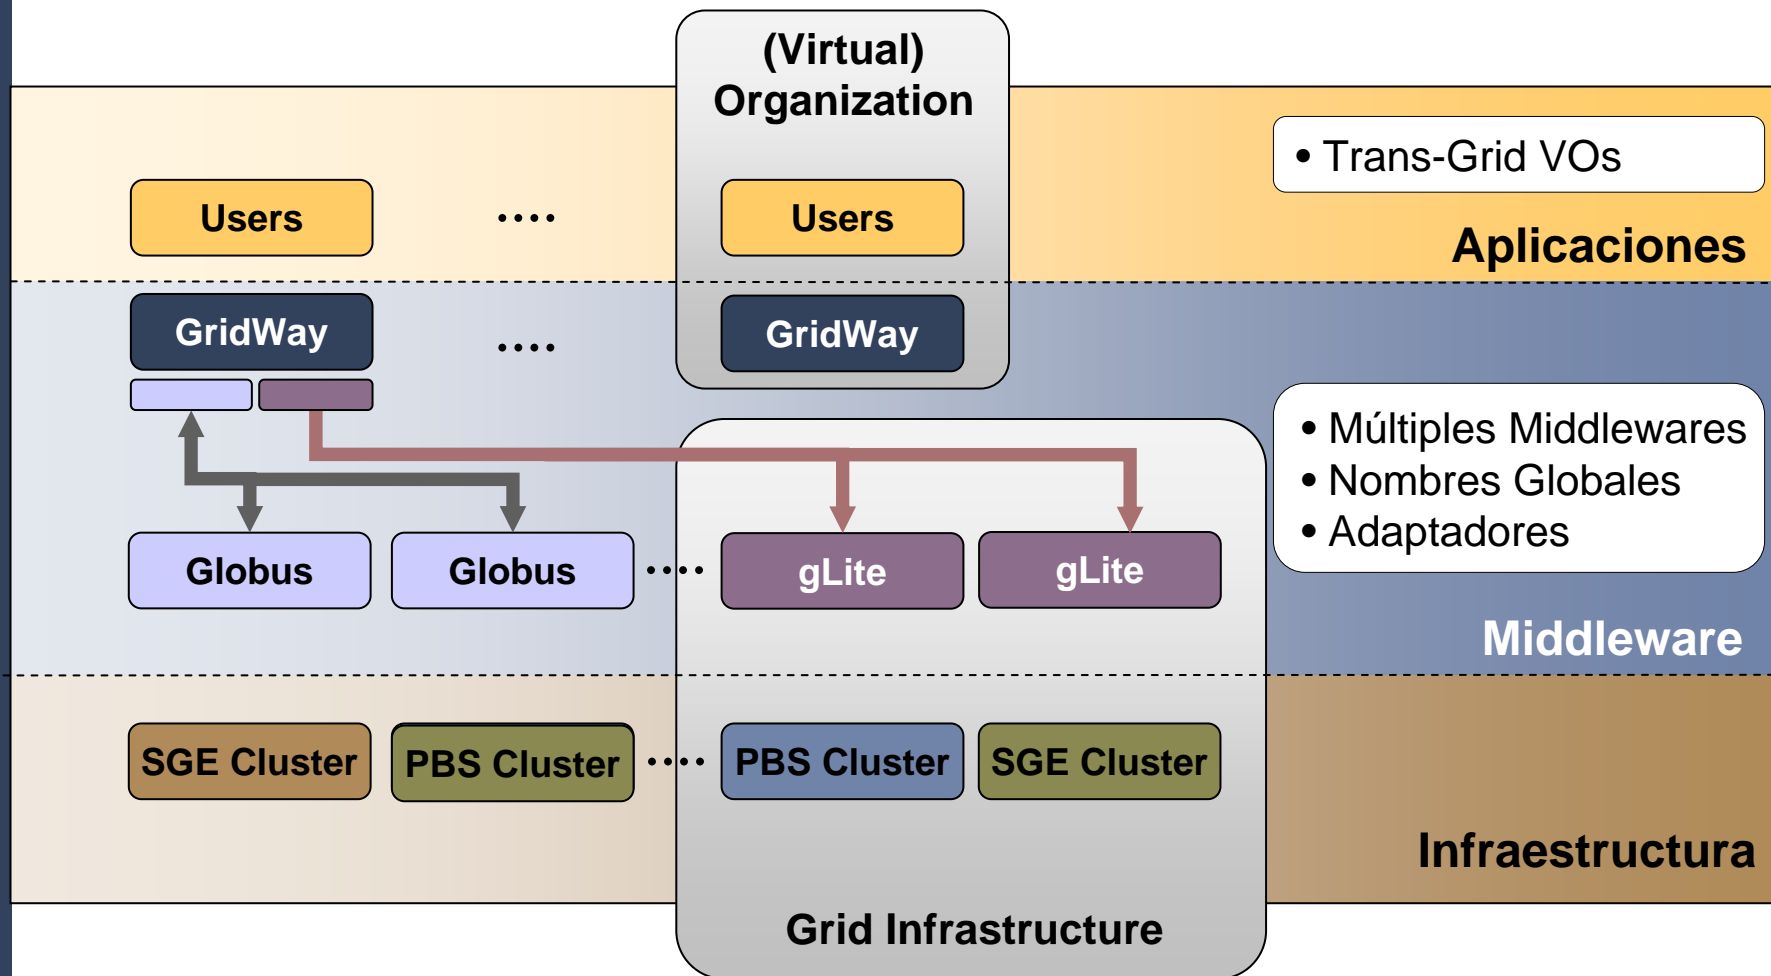 (Virtual)
Organization
• Trans-Grid VOs
Users
....
Users
Aplicaciones
GridWay
....
GridWay
• Múltiples Middlewares
• Nombres Globales
• Adaptadores
Globus
Globus
....
gLite
gLite
Middleware
SGE Cluster
PBS Cluster
....
PBS Cluster
SGE Cluster
Infraestructura
Grid Infrastructure